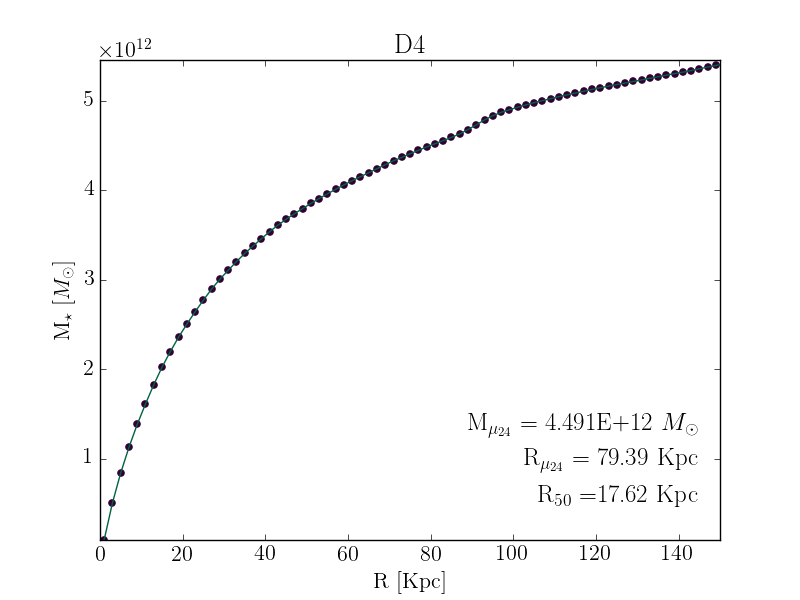 D4
×10¹²
5
4
3
2
1
M⋆ [M⊙]
M_μ₂₄ = 4.491E+12 M⊙
R_μ₂₄ = 79.39 Kpc
R₅₀ =17.62 Kpc
0 20 40 60 80 100 120 140
R [Kpc]